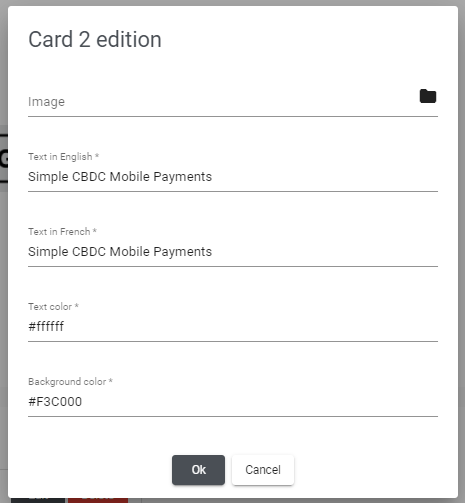 Card 2 edition
Image
Text in English *
Simple CBDC Mobile Payments
Text in French *
Simple CBDC Mobile Payments
Text color *
#ffffff
Background color *
#F3C000
Ok
Cancel